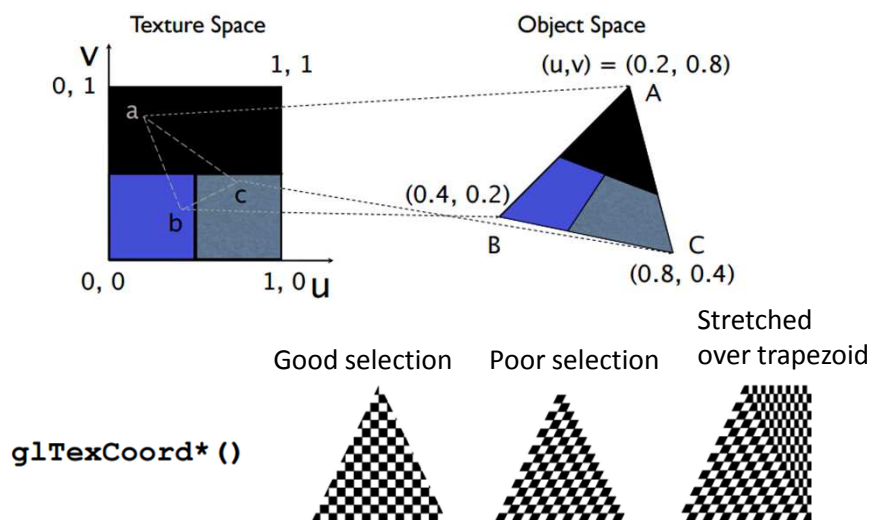 Texture Space
Object Space
V
1, 1
(u,v) = (0.2, 0.8)
0, 1
A
a
c
b
(0.4, 0.2)
B
C
0, 0
1, 0
u
(0.8, 0.4)
Stretched
over trapezoid
Good selection
Poor selection
glTexCoord*()